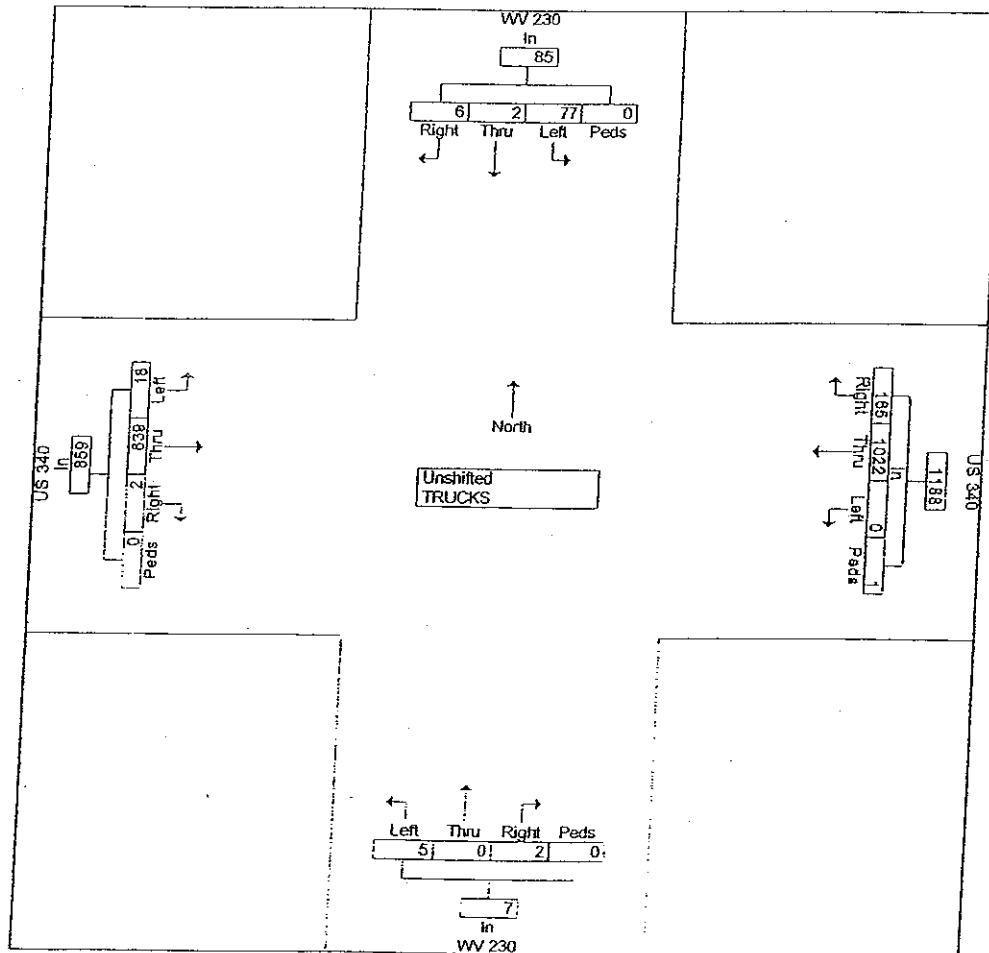 WV 230
In
85
6 2 77 0
Right Thru Left Peds
US 340
In
859
18 839 2 0
Left Thru Right Peds
North
Unshifted
TRUCKS
Right Thru Left Peds
165 1022 0 1
In
1188
US 340
Left Thru Right Peds
5 0 2 0
7
In
WV 230